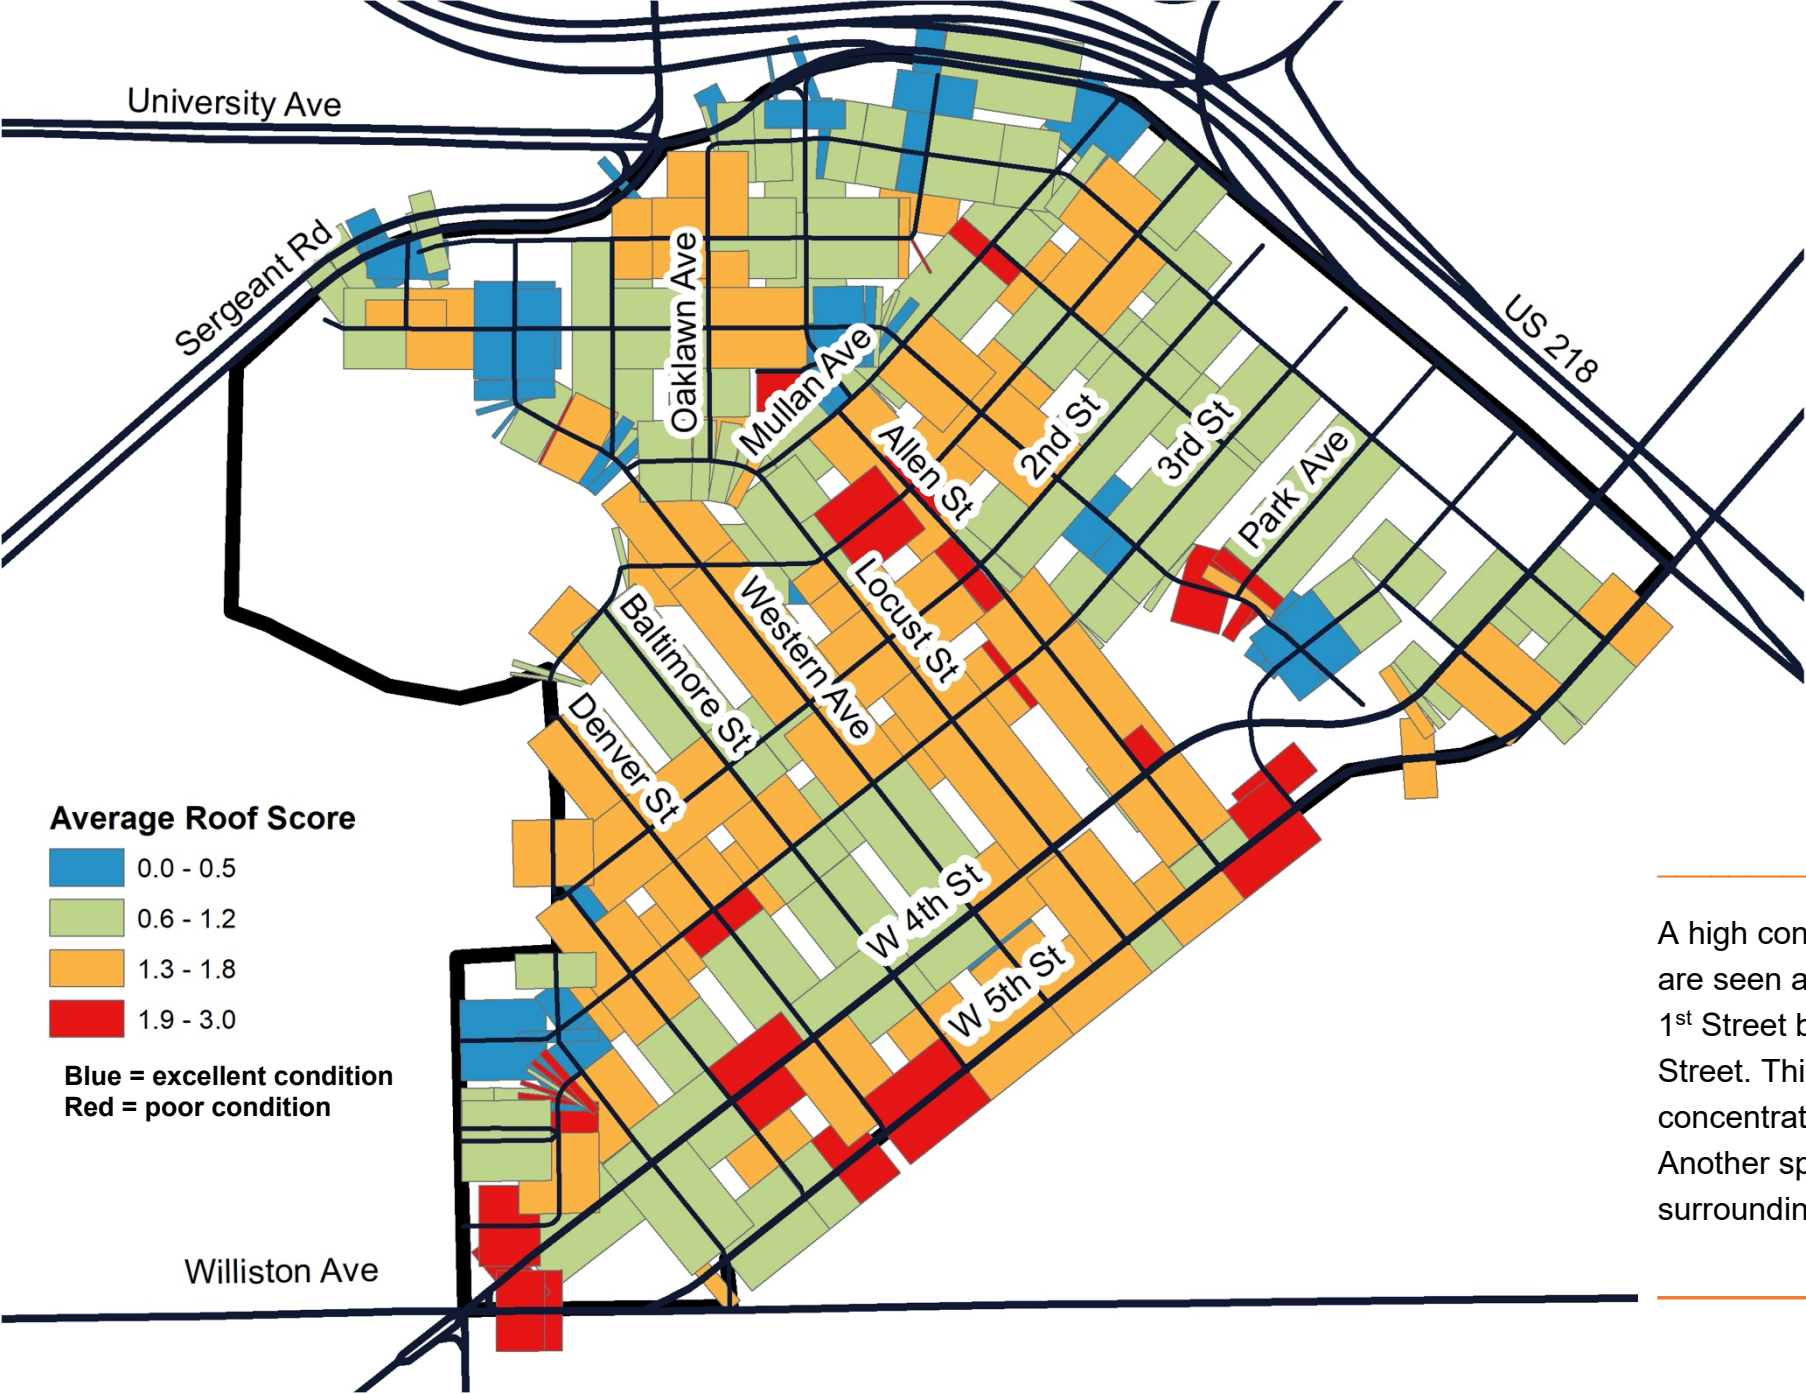 University Ave
Sergeant Rd
US 218
Oaklawn Ave
Mullan Ave
Allen St
2nd St
3rd St
Park Ave
Locust St
Western Ave
Baltimore St
Denver St
W 4th St
W 5th St
Average Roof Score
0.0 - 0.5
0.6 - 1.2
1.3 - 1.8
1.9 - 3.0
Blue = excellent condition
Red = poor condition
Williston Ave
A high con
are seen a
1st Street b
Street. Thi
concentrat
Another sp
surroundin